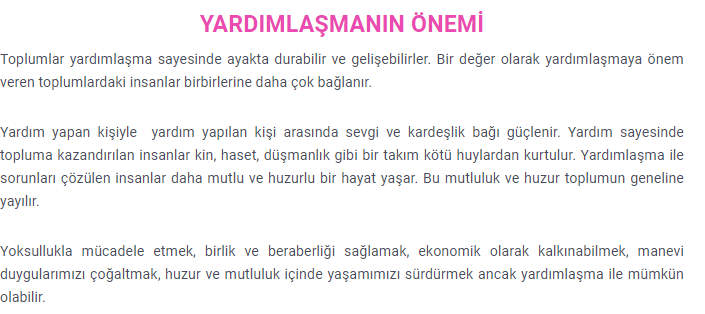 YARDIMLAŞMANIN ÖNEMİ
Toplumlar yardımlaşma sayesinde ayakta durabilir ve gelişebilirler. Bir değer olarak yardımlaşmaya önem
veren toplumlardaki insanlar birbirlerine daha çok bağlanır.
Yardım yapan kişiyle  yardım yapılan kişi arasında sevgi ve kardeşlik bağı güçlenir. Yardım sayesinde
topluma kazandırılan insanlar kin, haset, düşmanlık gibi bir takım kötü huylardan kurtulur. Yardımlaşma ile
sorunları çözülen insanlar daha mutlu ve huzurlu bir hayat yaşar. Bu mutluluk ve huzur toplumun geneline
yayılır.
Yoksullukla mücadele etmek, birlik ve beraberliği sağlamak, ekonomik olarak kalkınabilmek, manevi
duygularımızı çoğaltmak, huzur ve mutluluk içinde yaşamımızı sürdürmek ancak yardımlaşma ile mümkün
olabilir.